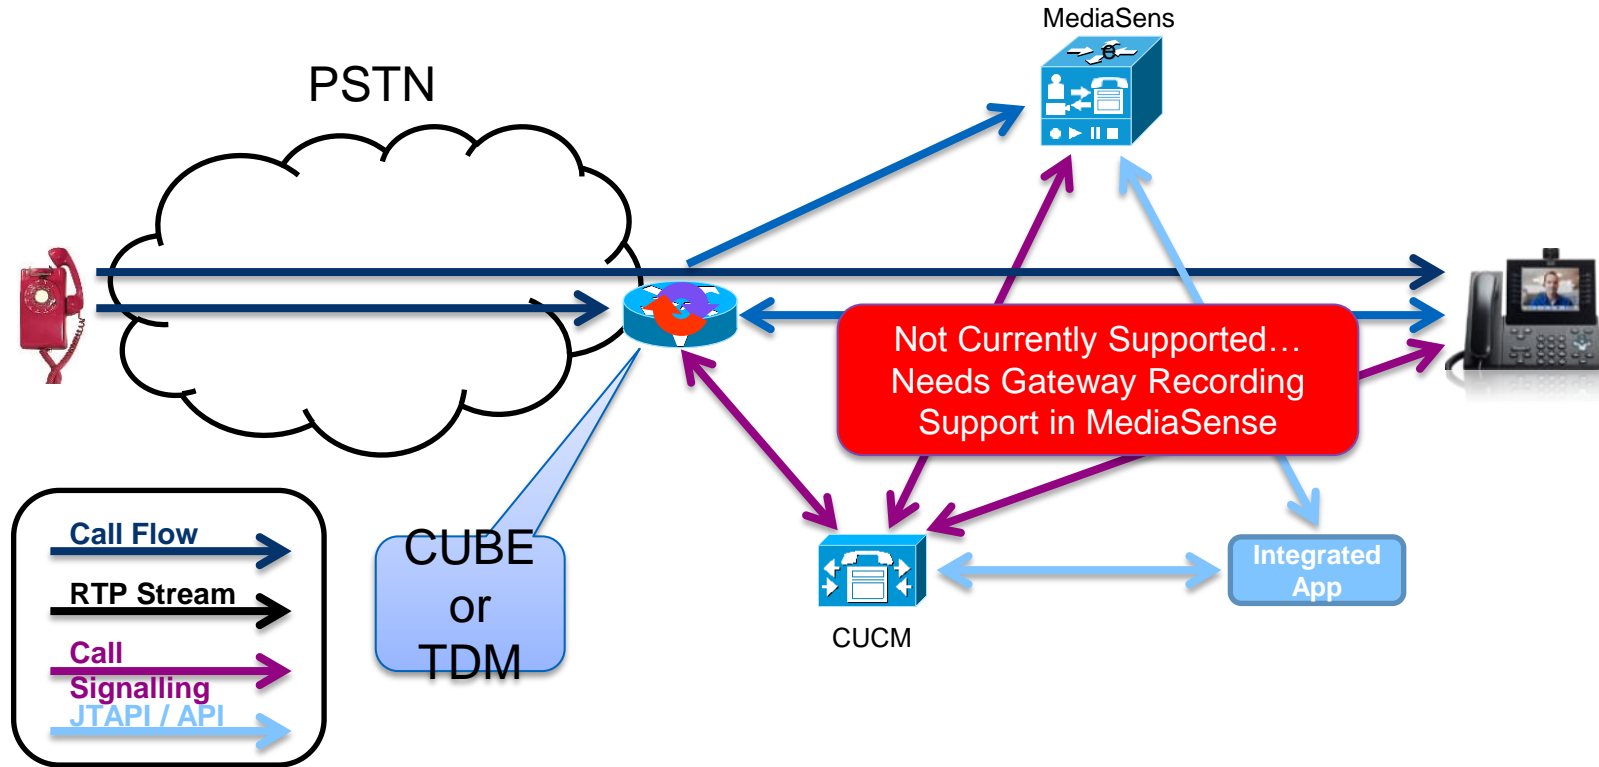 MediaSens
e
PSTN
Not Currently Supported…
Needs Gateway Recording
Support in MediaSense
Call Flow
RTP Stream
Call
Signalling
JTAPI / API
CUBE
or
TDM
CUCM
Integrated
App